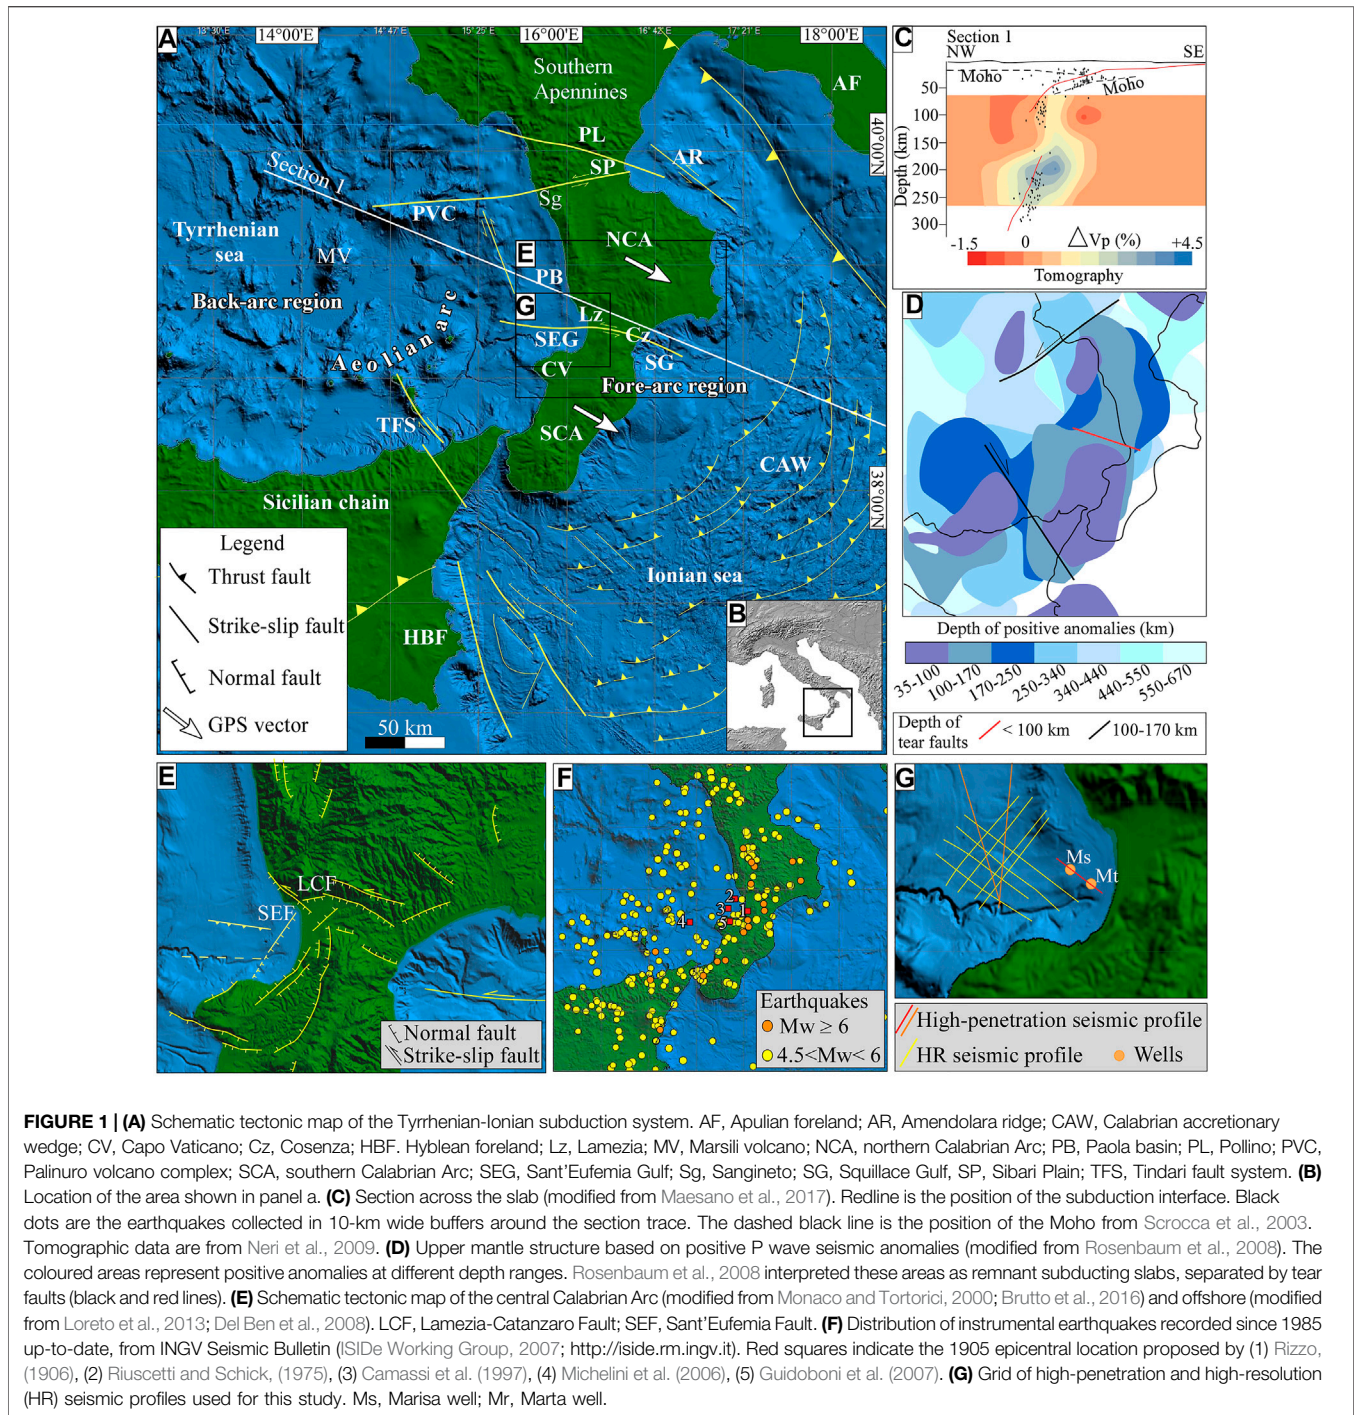 A
13°30'E
14°00'E
14°47'E
15°25'E
16°00'E
16°42'E
17°21'E
18°00'E
Southern
Apennines
AF
PL
40°00'N
AR
SP
Section 1
Sg
PVC
Tyrrhenian
sea
MV
NCA
E
PB
Back-arc region
G
Lz
Aeolian arc
SEG
Cz
SG
CV
Fore-arc region
TFS
SCA
CAW
38°00'N
Sicilian chain
Ionian sea
HBF
Legend
Thrust fault
Strike-slip fault
Normal fault
GPS vector
50 km
B
C
Section 1
NW
SE
Moho
Moho
Depth (km)
50
100
150
200
250
300
-1.5
0
△Vp (%)
+4.5
Tomography
D
Depth of positive anomalies (km)
35-100
100-170
170-250
250-340
340-440
440-550
550-670
Depth of
tear faults
< 100 km
100-170 km
E
LCF
SEF
Normal fault
Strike-slip fault
F
2
3
1
4
5
Earthquakes
Mw ≥ 6
4.5<Mw< 6
G
Ms
Mt
High-penetration seismic profile
HR seismic profile
Wells
FIGURE 1 | (A) Schematic tectonic map of the Tyrrhenian-Ionian subduction system. AF, Apulian foreland; AR, Amendolara ridge; CAW, Calabrian accretionary
wedge; CV, Capo Vaticano; Cz, Cosenza; HBF. Hyblean foreland; Lz, Lamezia; MV, Marsili volcano; NCA, northern Calabrian Arc; PB, Paola basin; PL, Pollino; PVC,
Palinuro volcano complex; SCA, southern Calabrian Arc; SEG, Sant'Eufemia Gulf; Sg, Sangineto; SG, Squillace Gulf, SP, Sibari Plain; TFS, Tindari fault system. (B)
Location of the area shown in panel a. (C) Section across the slab (modified from Maesano et al., 2017). Redline is the position of the subduction interface. Black
dots are the earthquakes collected in 10-km wide buffers around the section trace. The dashed black line is the position of the Moho from Scrocca et al., 2003.
Tomographic data are from Neri et al., 2009. (D) Upper mantle structure based on positive P wave seismic anomalies (modified from Rosenbaum et al., 2008). The
coloured areas represent positive anomalies at different depth ranges. Rosenbaum et al., 2008 interpreted these areas as remnant subducting slabs, separated by tear
faults (black and red lines). (E) Schematic tectonic map of the central Calabrian Arc (modified from Monaco and Tortorici, 2000; Brutto et al., 2016) and offshore (modified
from Loreto et al., 2013; Del Ben et al., 2008). LCF, Lamezia-Catanzaro Fault; SEF, Sant'Eufemia Fault. (F) Distribution of instrumental earthquakes recorded since 1985
up-to-date, from INGV Seismic Bulletin (ISIDe Working Group, 2007; http://iside.rm.ingv.it). Red squares indicate the 1905 epicentral location proposed by (1) Rizzo,
(1906), (2) Riuscetti and Schick, (1975), (3) Camassi et al. (1997), (4) Michelini et al. (2006), (5) Guidoboni et al. (2007). (G) Grid of high-penetration and high-resolution
(HR) seismic profiles used for this study. Ms, Marisa well; Mr, Marta well.